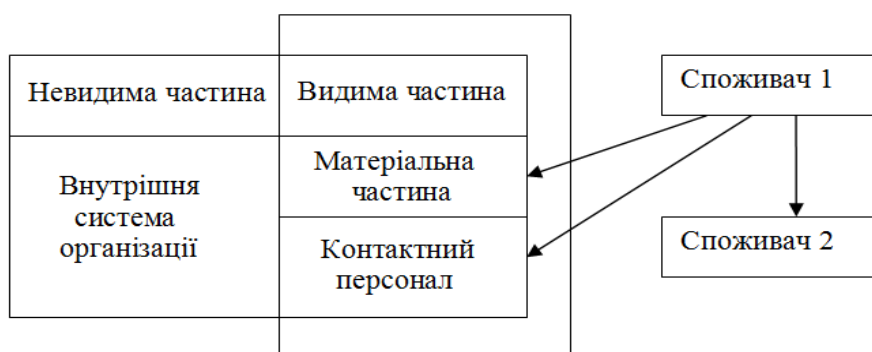 Невидима частина
Видима частина
Споживач 1
Внутрішня
система
організації
Матеріальна
частина
Контактний
персонал
Споживач 2